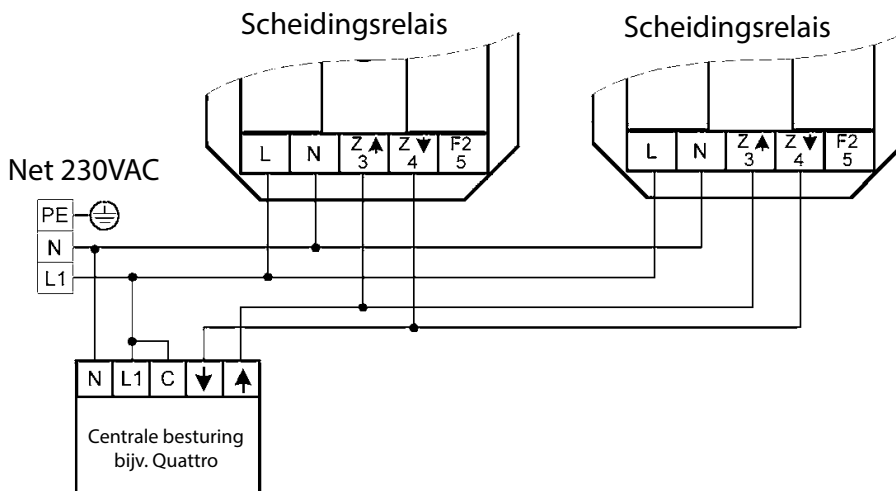 Scheidingsrelais
Scheidingsrelais
L N Z 3 Z 4 F2 5
L N Z 3 Z 4 F2 5
Net 230VAC
PE
N
L1
N L1 C
Centrale besturing
bijv. Quattro